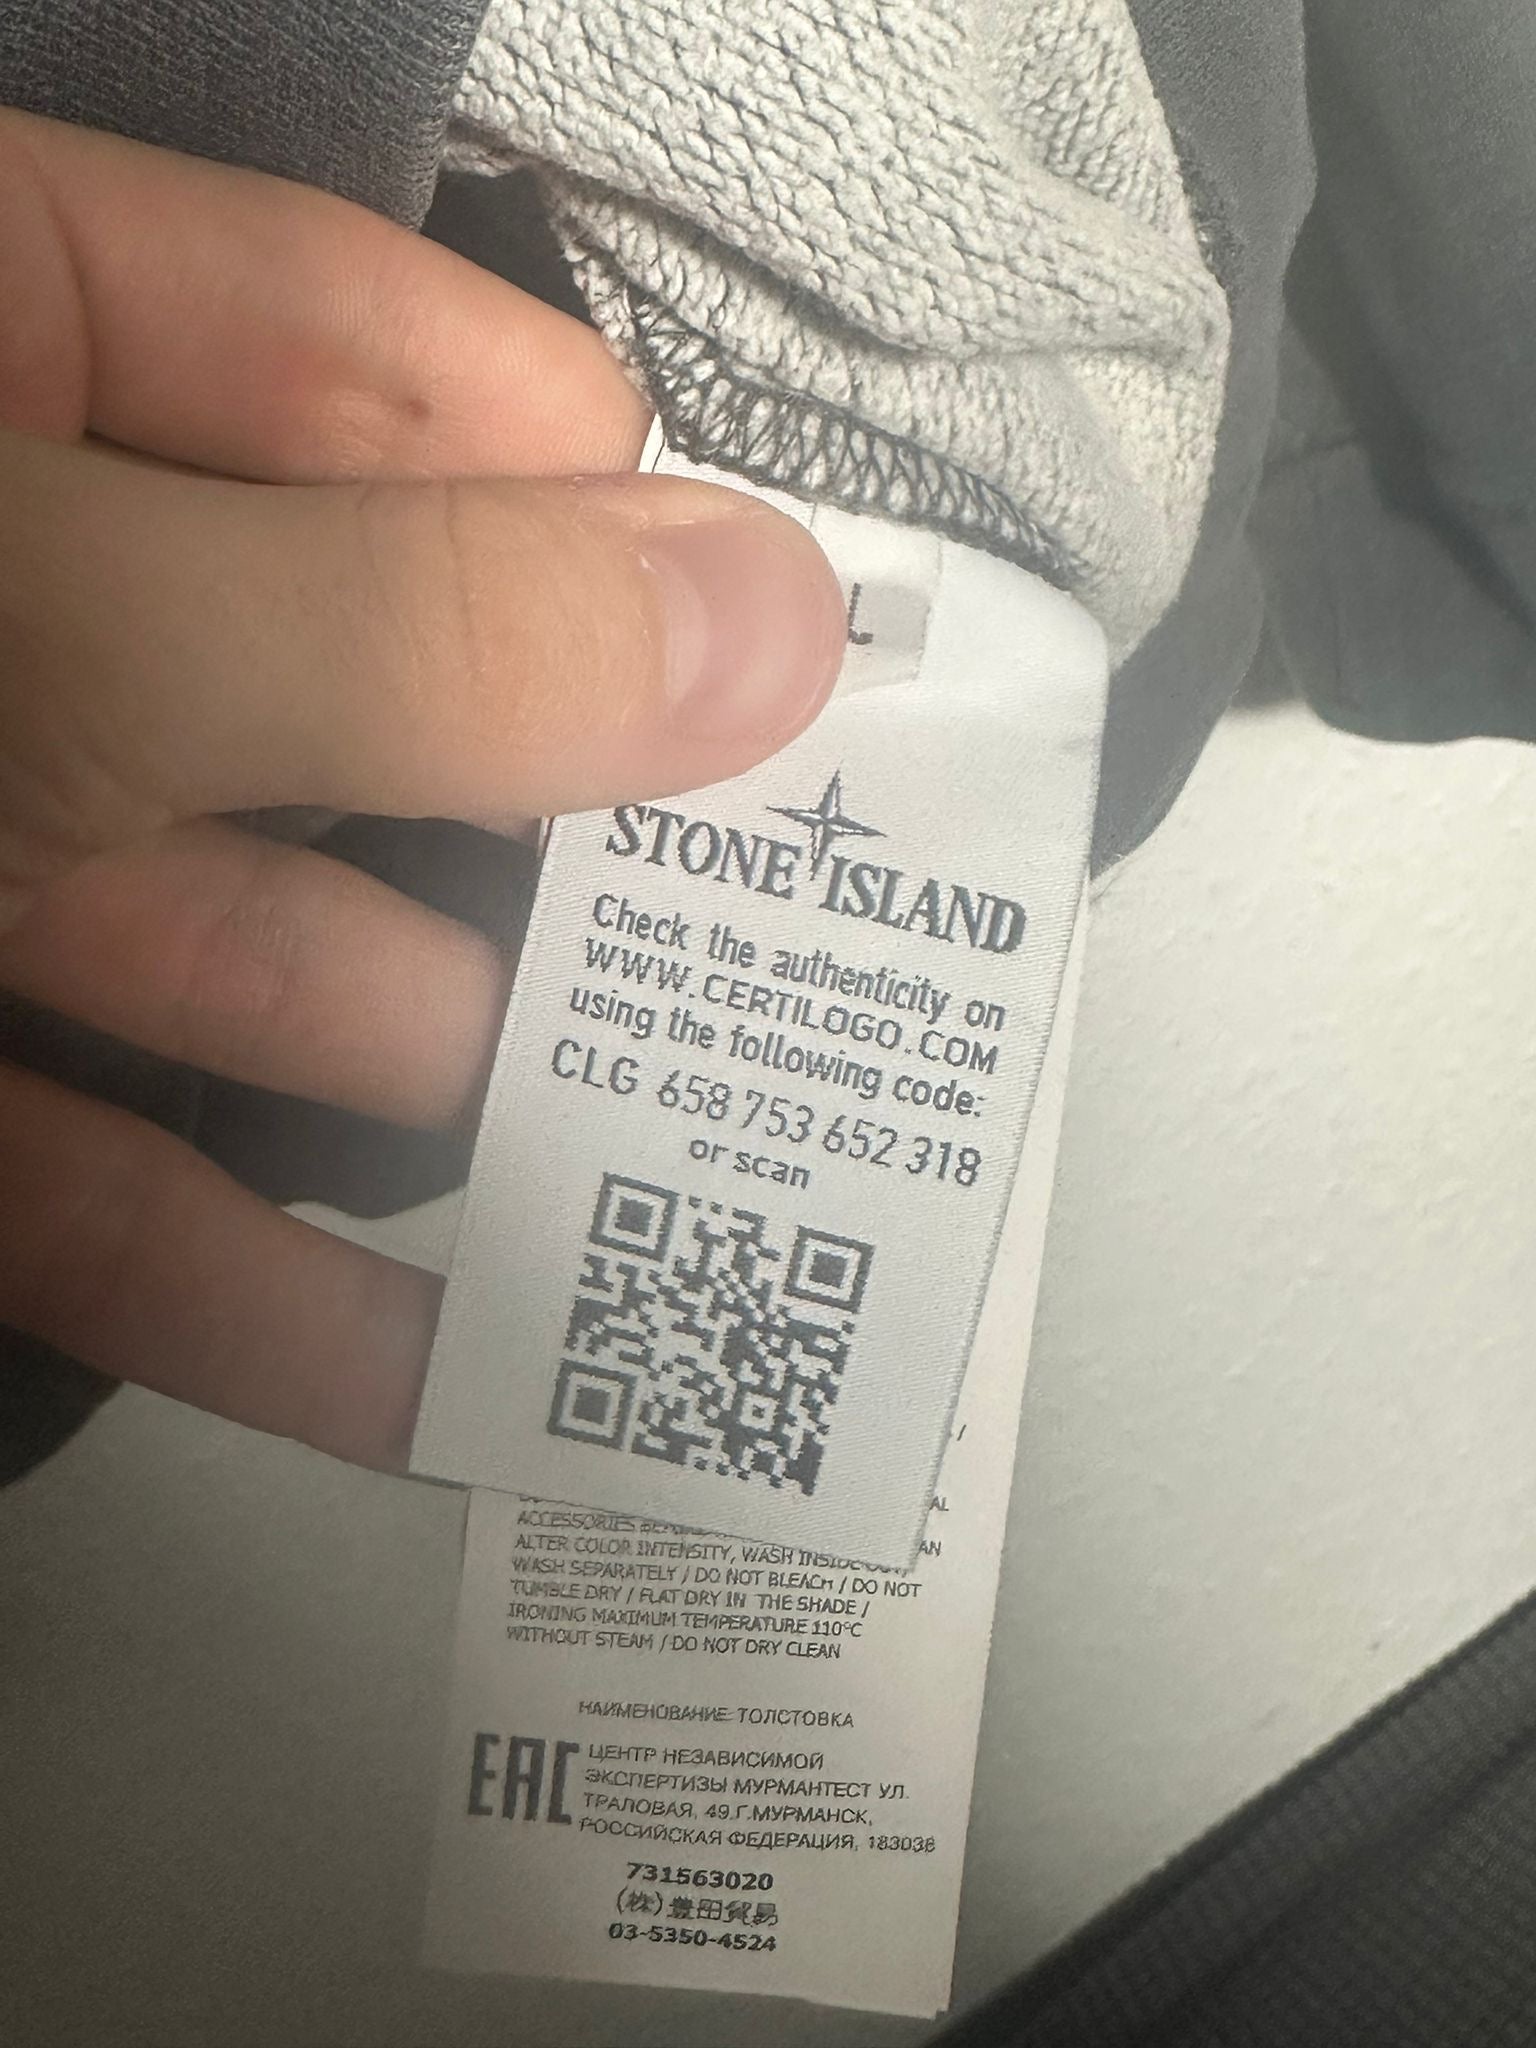 L
STONE ISLAND
Check the authenticity on
WWW.CERTILOGO.COM
using the following code:
CLG 658 753 652 318
or scan
/
AL
ACCESSORIES AN
ALTER COLOR INTENSITY, WASH INSIDE OUT,
WASH SEPARATELY / DO NOT BLEACH / DO NOT
TUMBLE DRY / FLAT DRY IN THE SHADE /
IRONING MAXIMUM TEMPERATURE 110°C
WITHOUT STEAM / DO NOT DRY CLEAN
НАИМЕНОВАНИЕ ТОЛСТОВКА
EAC
ЦЕНТР НЕЗАВИСИМОЙ
ЭКСПЕРТИЗЫ МУРМАНТЕСТ УЛ.
ТРАЛОВАЯ, 49.Г.МУРМАНСК,
РОССИЙСКАЯ ФЕДЕРАЦИЯ, 183038
731563020
(株)豊田貿易
03-5350-4524